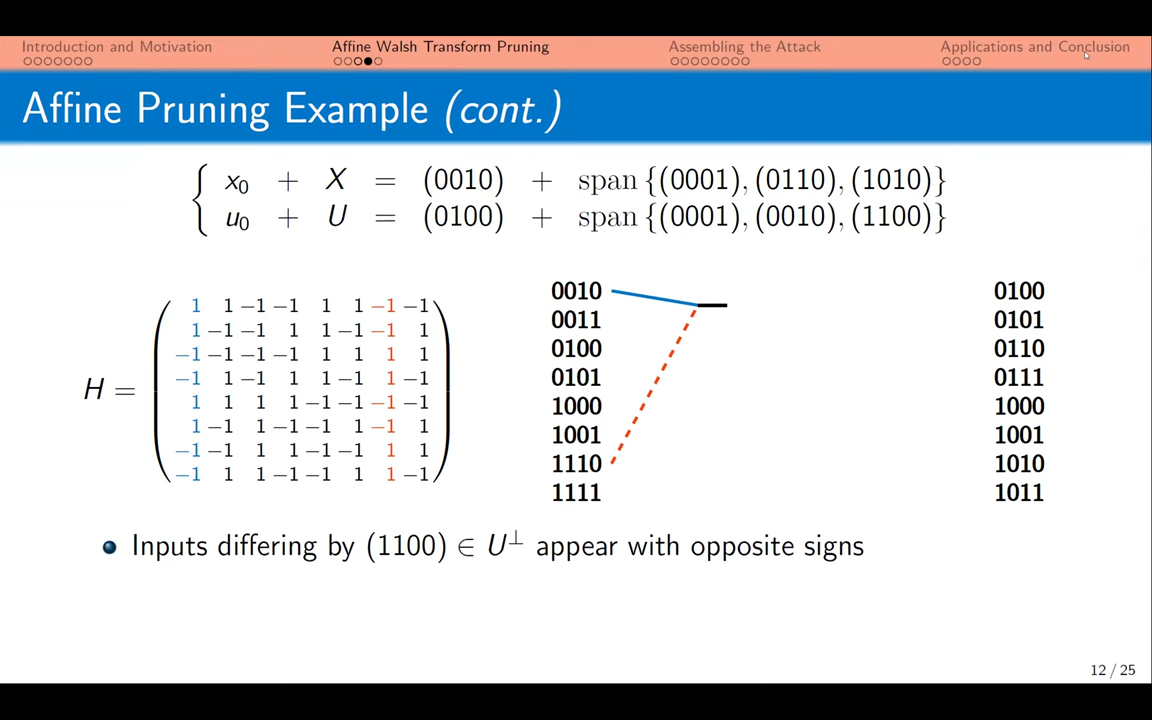 Introduction and Motivation Affine Walsh Transform Pruning Assembling the Attack Applications and Conclusion
Affine Pruning Example (cont.)
x₀ + X = (0010) + span {(0001), (0110), (1010)}
u₀ + U = (0100) + span {(0001), (0010), (1100)}
H =
1 1 −1 −1 1 1 −1 −1
1 −1 −1 1 1 −1 −1 1
−1 −1 −1 −1 1 1 1 1
−1 1 −1 1 1 −1 1 −1
1 1 1 1 −1 −1 −1 −1
1 −1 1 −1 −1 1 −1 1
−1 −1 1 1 −1 −1 1 1
−1 1 1 −1 −1 1 1 −1
0010 0100
0011 0101
0100 0110
0101 0111
1000 1000
1001 1001
1110 1010
1111 1011
Inputs differing by (1100) ∈ U⊥ appear with opposite signs
12 / 25